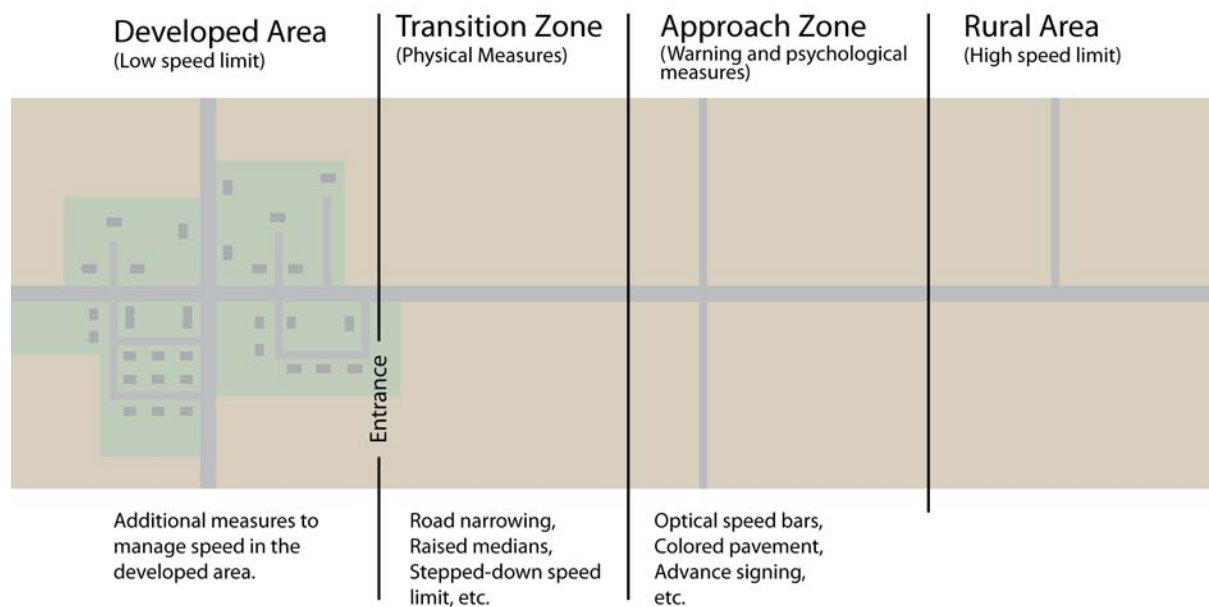 Developed Area
(Low speed limit)
Transition Zone
(Physical Measures)
Approach Zone
(Warning and psychological
measures)
Rural Area
(High speed limit)
Entrance
Additional measures to
manage speed in the
developed area.
Road narrowing,
Raised medians,
Stepped-down speed
limit, etc.
Optical speed bars,
Colored pavement,
Advance signing,
etc.